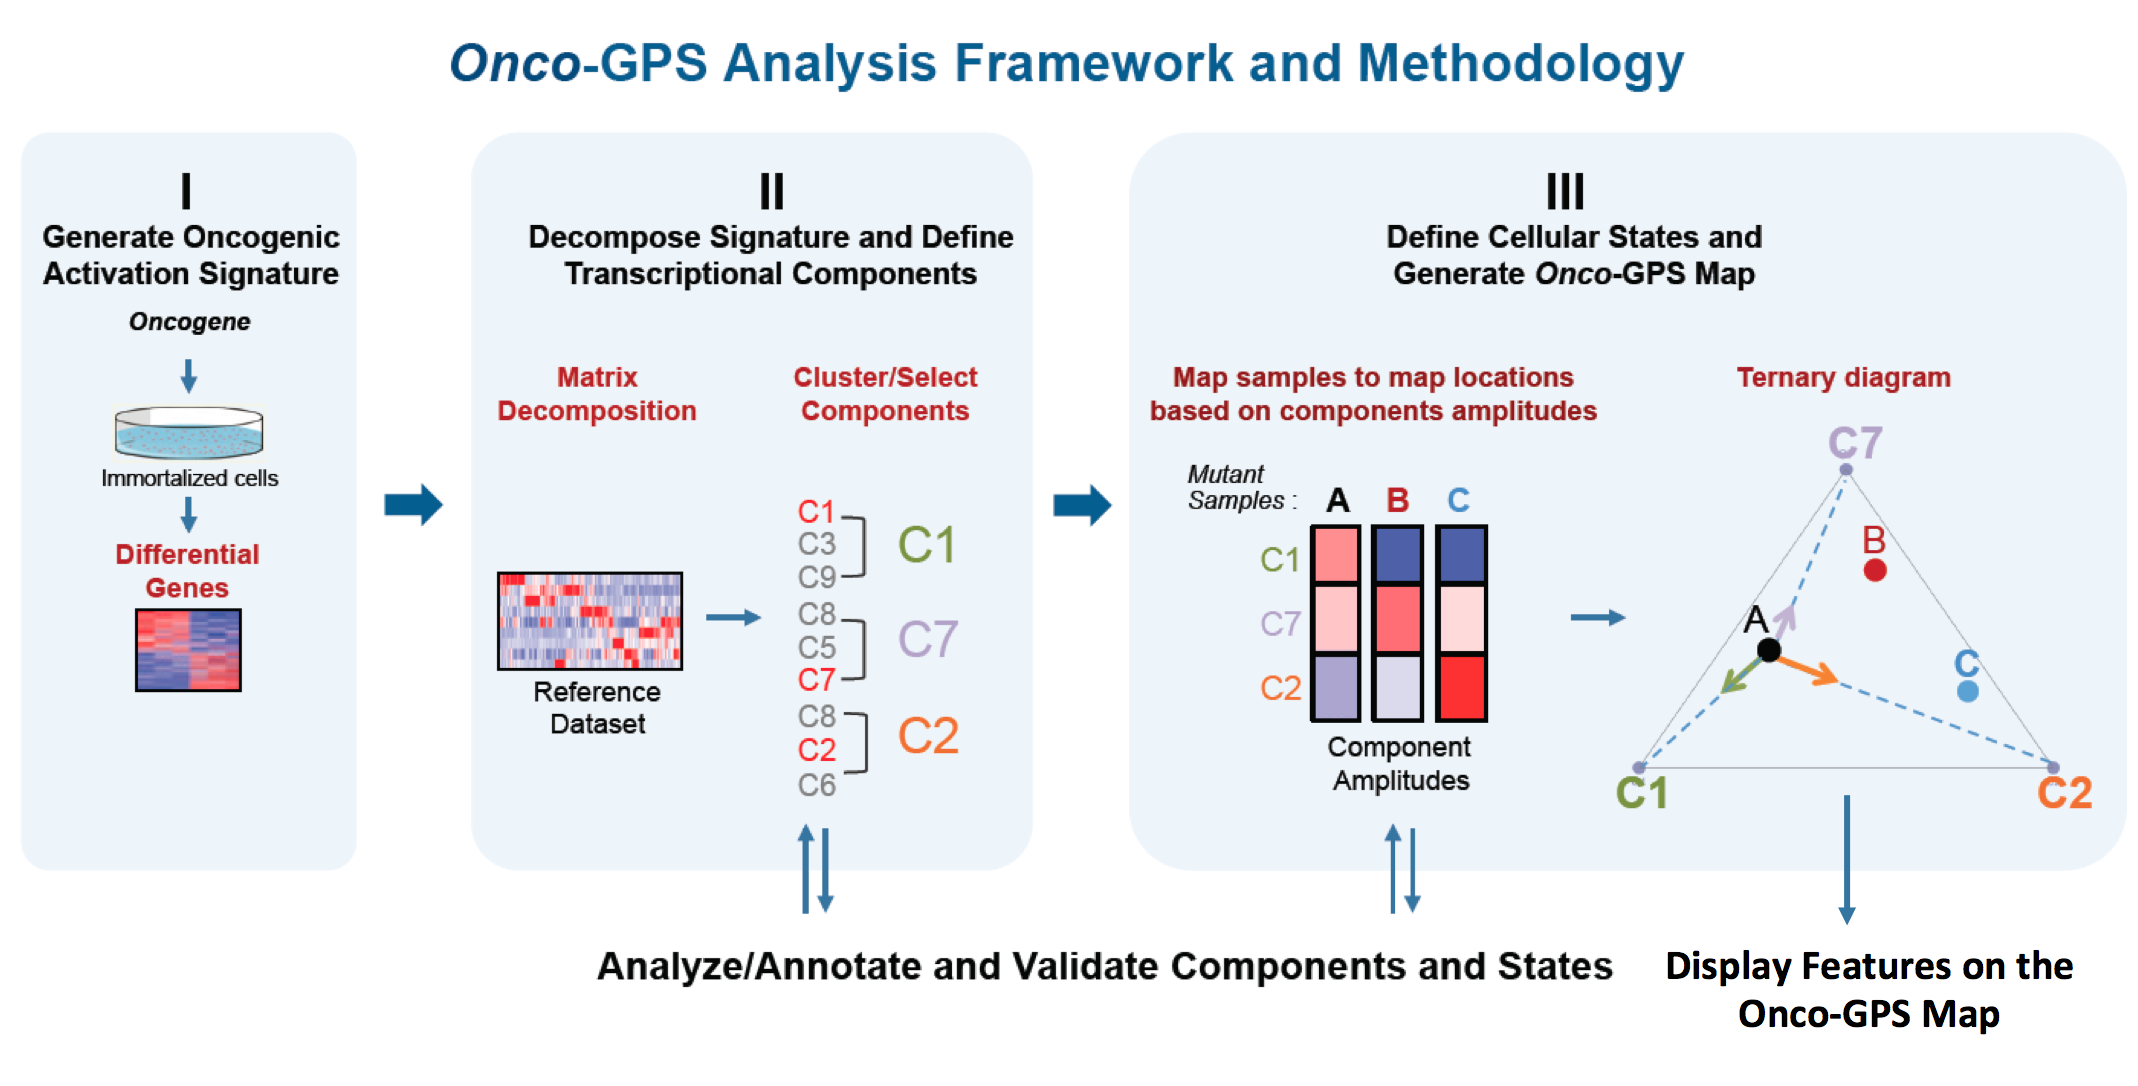 Onco-GPS Analysis Framework and Methodology
I
Generate Oncogenic
Activation Signature
Oncogene
Immortalized cells
Differential
Genes
II
Decompose Signature and Define
Transcriptional Components
Matrix
Decomposition
Reference
Dataset
Cluster/Select
Components
C1
C3
C9
C1
C8
C5
C7
C7
C8
C2
C6
C2
III
Define Cellular States and
Generate Onco-GPS Map
Map samples to map locations
based on components amplitudes
Mutant
Samples :
A B C
C1
C7
C2
Component
Amplitudes
Ternary diagram
C7
B
A
C
C1
C2
Analyze/Annotate and Validate Components and States
Display Features on the
Onco-GPS Map